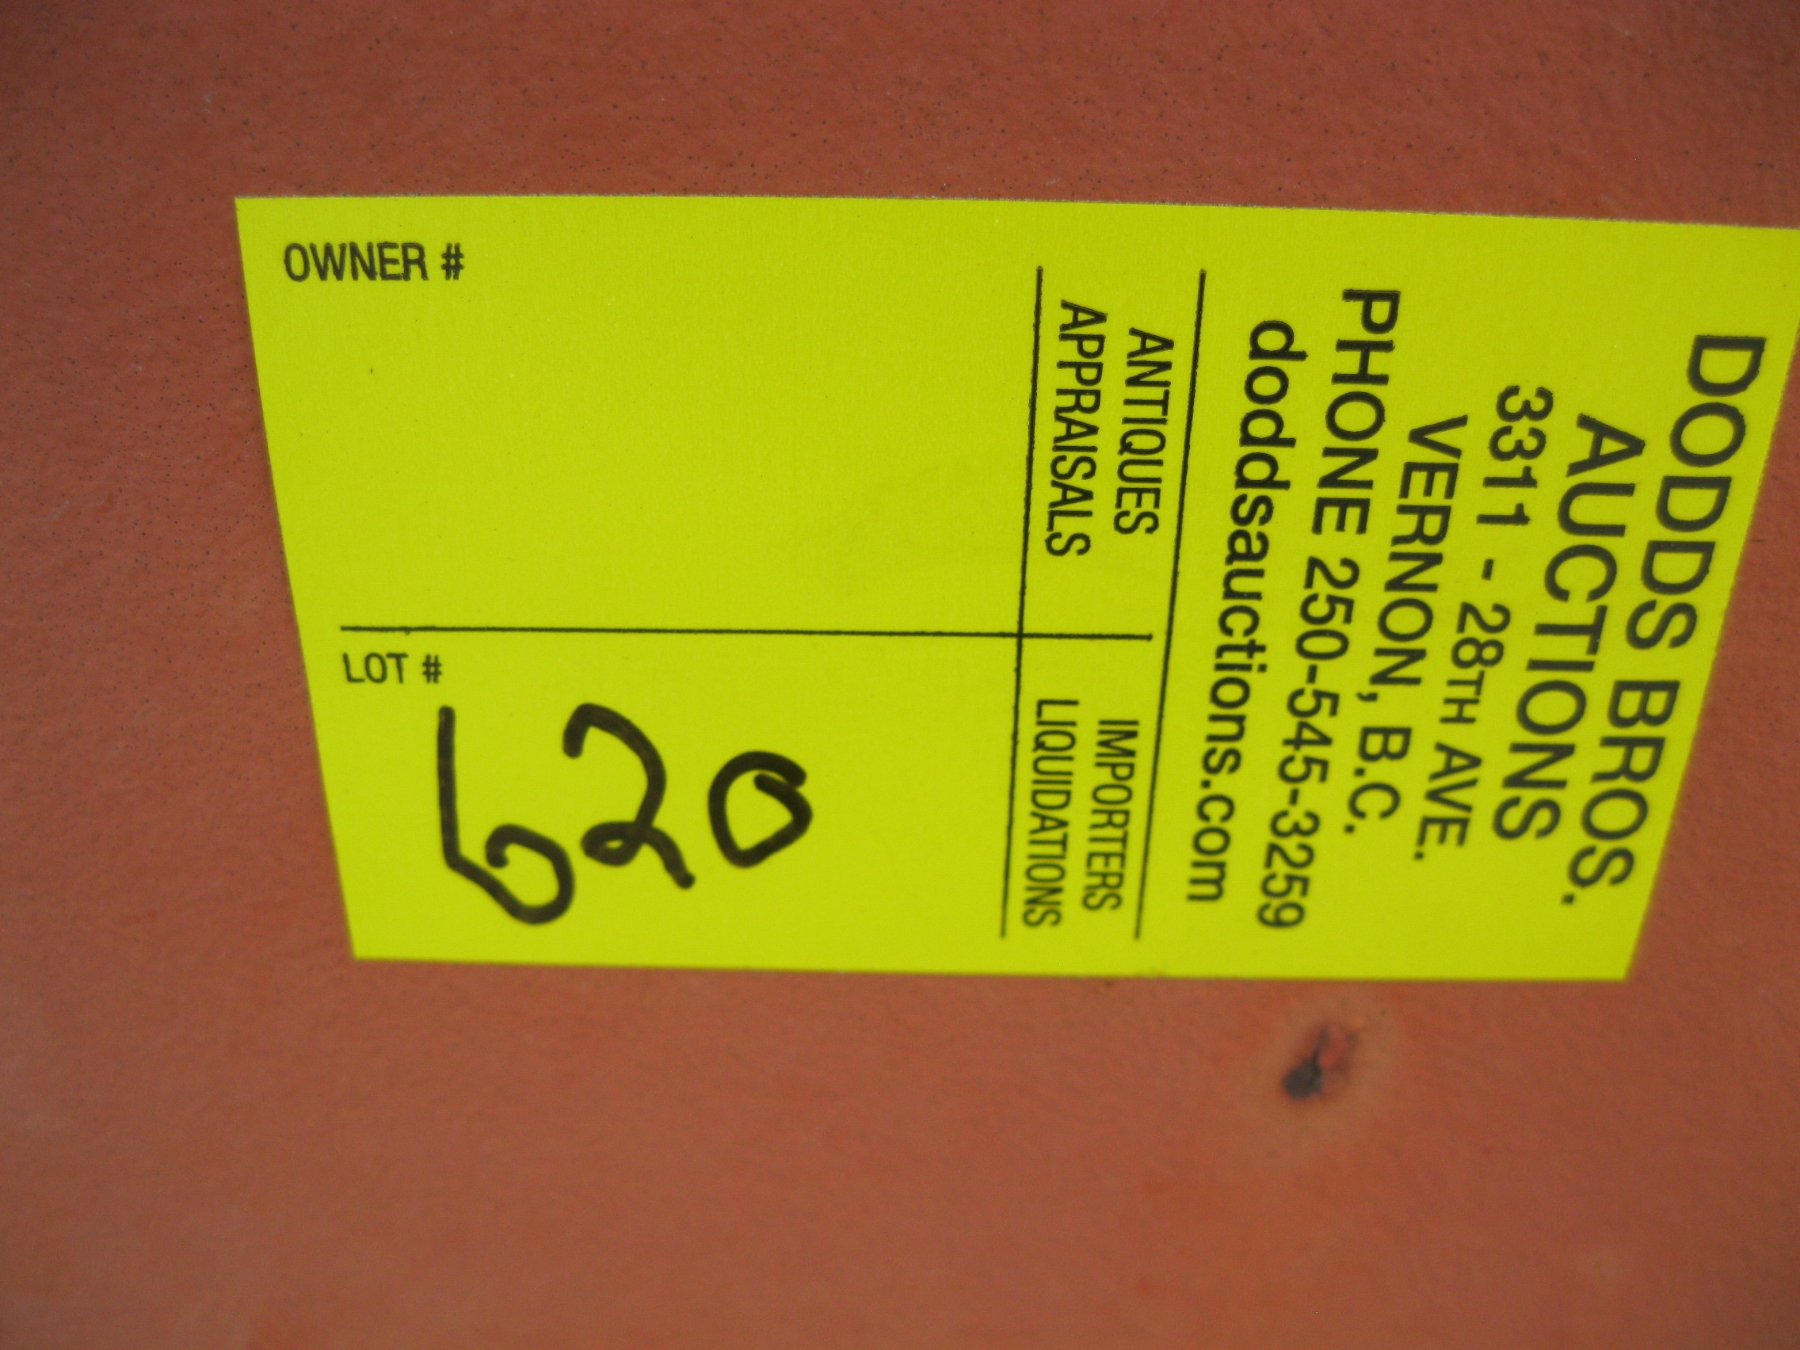 DODDS BROS.
AUCTIONS
3311 - 28TH AVE.
VERNON, B.C.
PHONE 250-545-3259
doddsauctions.com
ANTIQUES
APPRAISALS
IMPORTERS
LIQUIDATIONS
OWNER #
LOT #
620